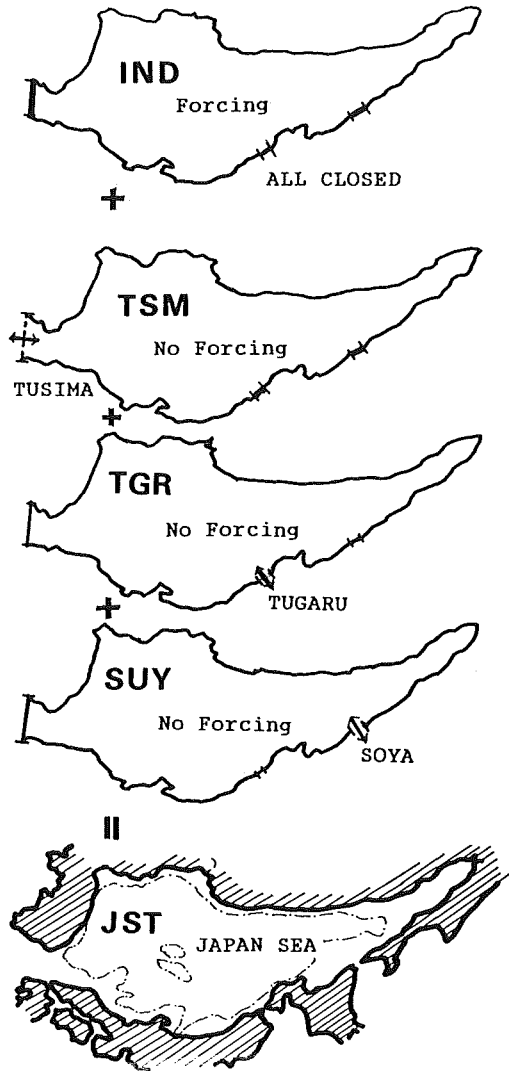 IND
Forcing
ALL CLOSED
+
TSM
No Forcing
TUSIMA
+
TGR
No Forcing
TUGARU
+
SUY
No Forcing
SOYA
=
JST
JAPAN SEA